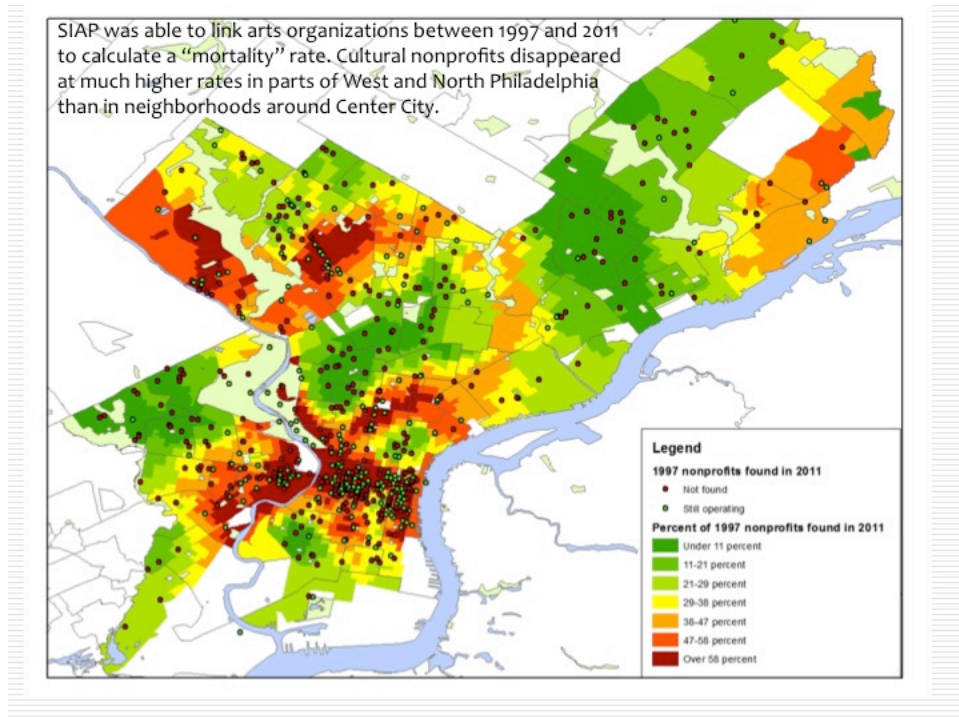 SIAP was able to link arts organizations between 1997 and 2011
to calculate a “mortality” rate. Cultural nonprofits disappeared
at much higher rates in parts of West and North Philadelphia
than in neighborhoods around Center City.
Legend
1997 nonprofits found in 2011
Not found
Still operating
Percent of 1997 nonprofits found in 2011
Under 11 percent
11-21 percent
21-29 percent
29-38 percent
38-47 percent
47-58 percent
Over 58 percent